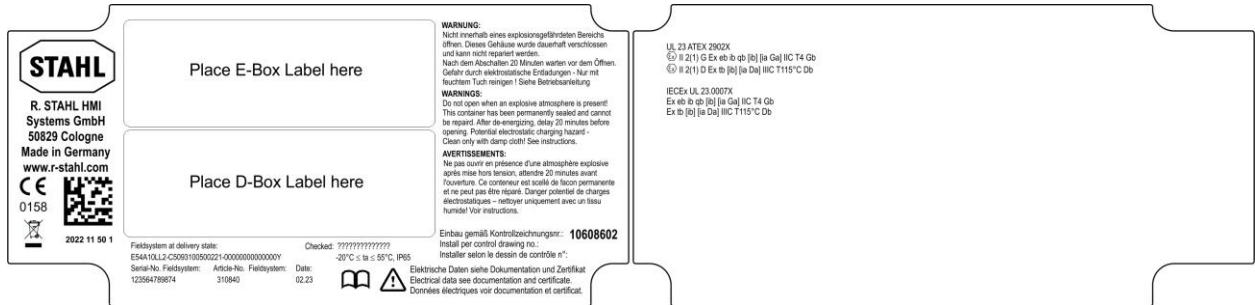 STAHL
R. STAHL HMI
Systems GmbH
50829 Cologne
Made in Germany
www.r-stahl.com
CE
0158
2022 11 50 1
Place E-Box Label here
Place D-Box Label here
Fieldsystem at delivery state:
E54A10LL2-C5093100500221-00000000000000Y
Serial-No. Fieldsystem: Article-No. Fieldsystem: Date:
123564789874 310840 02.23
Checked: ??????????????
-20°C ≤ ta ≤ 55°C, IP65
WARNUNG:
Nicht innerhalb eines explosionsgefährdeten Bereichs
öffnen. Dieses Gehäuse wurde dauerhaft verschlossen
und kann nicht repariert werden.
Nach dem Abschalten 20 Minuten warten vor dem Öffnen.
Gefahr durch elektrostatische Entladungen - Nur mit
feuchtem Tuch reinigen ! Siehe Betriebsanleitung
WARNINGS:
Do not open when an explosive atmosphere is present!
This container has been permanently sealed and cannot
be repaird. After de-energizing, delay 20 minutes before
opening. Potential electrostatic charging hazard -
Clean only with damp cloth! See instructions.
AVERTISSEMENTS:
Ne pas ouvrir en présence d'une atmosphère explosive
après mise hors tension, attendre 20 minutes avant
l'ouverture. Ce conteneur est scellé de facon permanente
et ne peut pas être réparé. Danger potentiel de charges
électrostatiques – nettoyer uniquement avec un tissu
humide! Voir instructions.
Einbau gemäß Kontrollzeichnungsnr.: 10608602
Install per control drawing no.:
Installer selon le dessin de contrôle n°:
Elektrische Daten siehe Dokumentation und Zertifikat
Electrical data see documentation and certificate.
Données électriques voir documentation et certificat.
UL 23 ATEX 2902X
Ex II 2(1) G Ex eb ib qb [ib] [ia Ga] IIC T4 Gb
Ex II 2(1) D Ex tb [ib] [ia Da] IIIC T115°C Db
IECEx UL 23.0007X
Ex eb ib qb [ib] [ia Ga] IIC T4 Gb
Ex tb [ib] [ia Da] IIIC T115°C Db